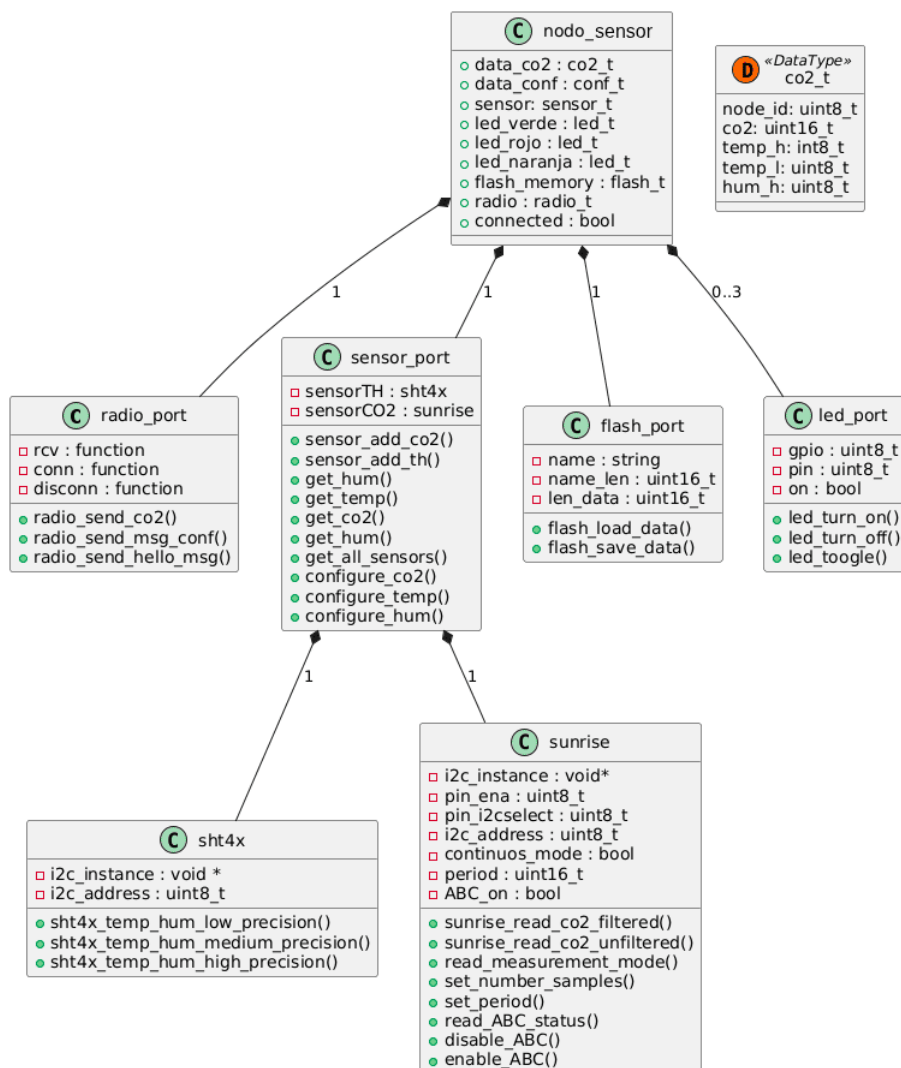 C nodo_sensor
data_co2 : co2_t
data_conf : conf_t
sensor: sensor_t
led_verde : led_t
led_rojo : led_t
led_naranja : led_t
flash_memory : flash_t
radio : radio_t
connected : bool
D «DataType»
co2_t
node_id: uint8_t
co2: uint16_t
temp_h: int8_t
temp_l: uint8_t
hum_h: uint8_t
1
1
1
0..3
C radio_port
rcv : function
conn : function
disconn : function
radio_send_co2()
radio_send_msg_conf()
radio_send_hello_msg()
C sensor_port
sensorTH : sht4x
sensorCO2 : sunrise
sensor_add_co2()
sensor_add_th()
get_hum()
get_temp()
get_co2()
get_hum()
get_all_sensors()
configure_co2()
configure_temp()
configure_hum()
C flash_port
name : string
name_len : uint16_t
len_data : uint16_t
flash_load_data()
flash_save_data()
C led_port
gpio : uint8_t
pin : uint8_t
on : bool
led_turn_on()
led_turn_off()
led_toogle()
1
1
C sht4x
i2c_instance : void *
i2c_address : uint8_t
sht4x_temp_hum_low_precision()
sht4x_temp_hum_medium_precision()
sht4x_temp_hum_high_precision()
C sunrise
i2c_instance : void*
pin_ena : uint8_t
pin_i2cselect : uint8_t
i2c_address : uint8_t
continuos_mode : bool
period : uint16_t
ABC_on : bool
sunrise_read_co2_filtered()
sunrise_read_co2_unfiltered()
read_measurement_mode()
set_number_samples()
set_period()
read_ABC_status()
disable_ABC()
enable_ABC()